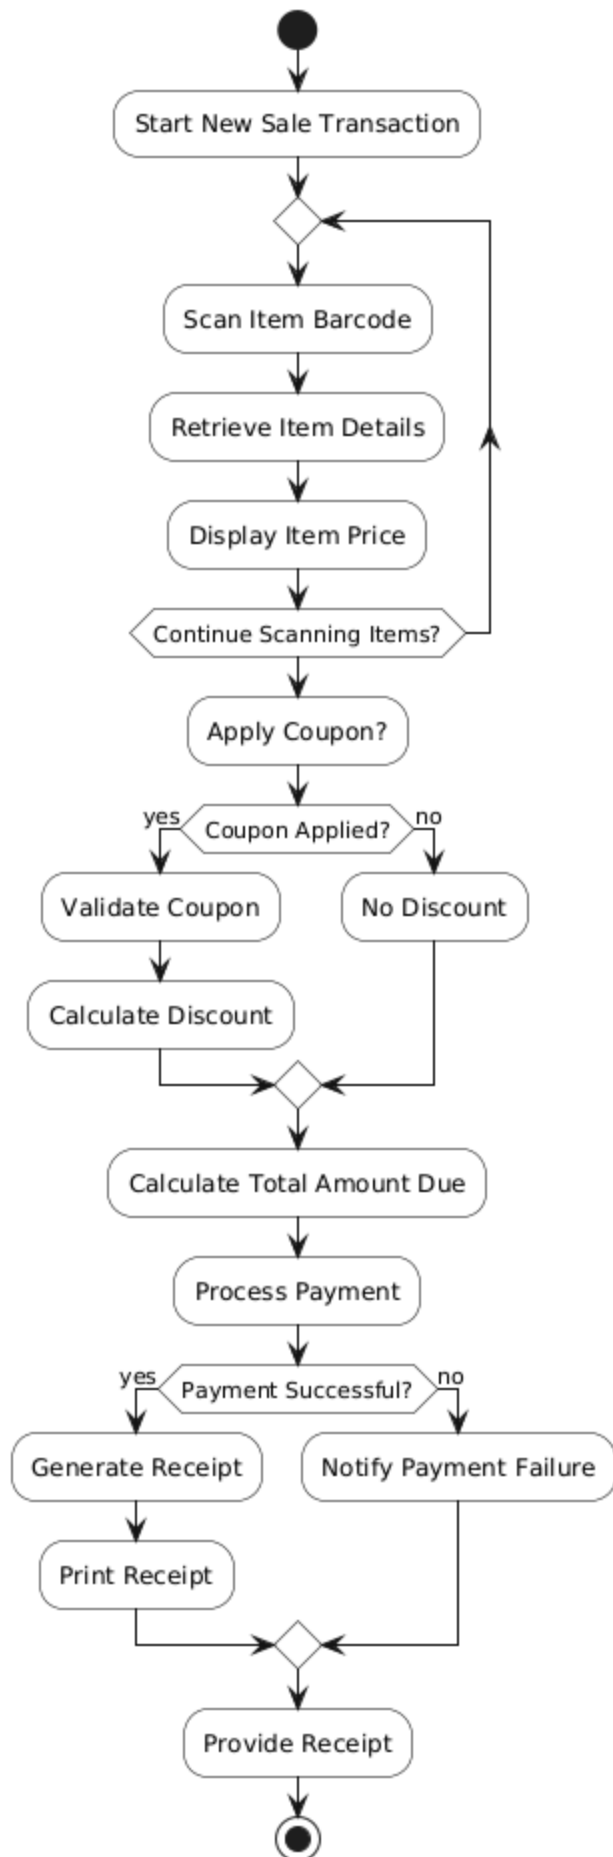 Start New Sale Transaction
Scan Item Barcode
Retrieve Item Details
Display Item Price
Continue Scanning Items?
Apply Coupon?
yes
Coupon Applied?
no
Validate Coupon
No Discount
Calculate Discount
Calculate Total Amount Due
Process Payment
yes
Payment Successful?
no
Generate Receipt
Notify Payment Failure
Print Receipt
Provide Receipt